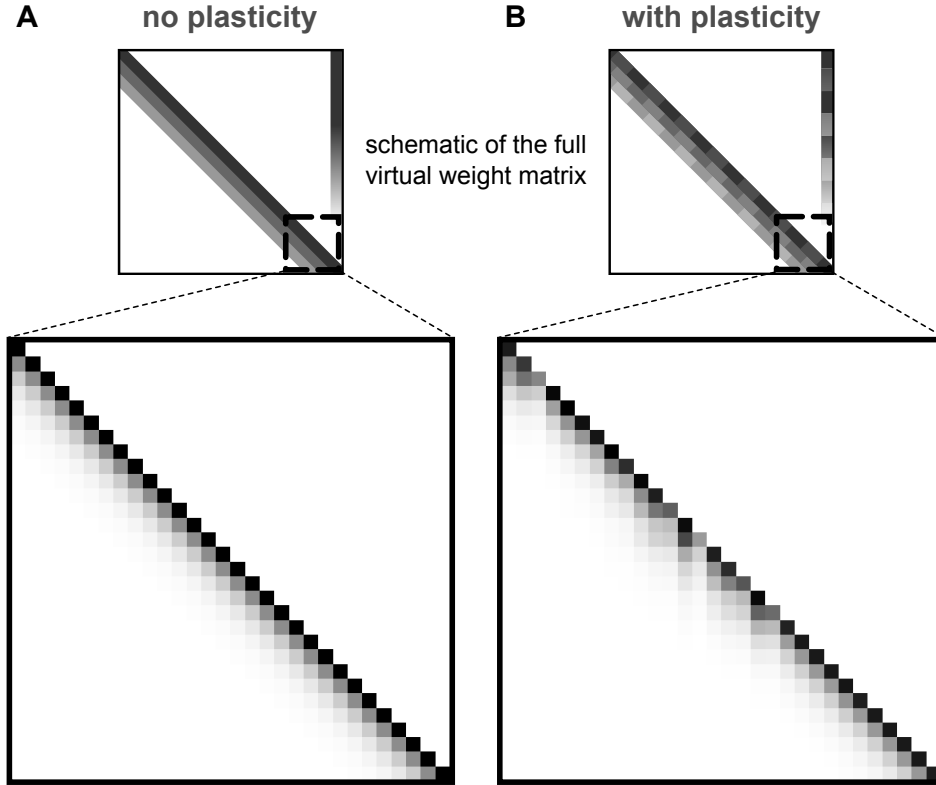 A no plasticity B with plasticity
schematic of the full
virtual weight matrix